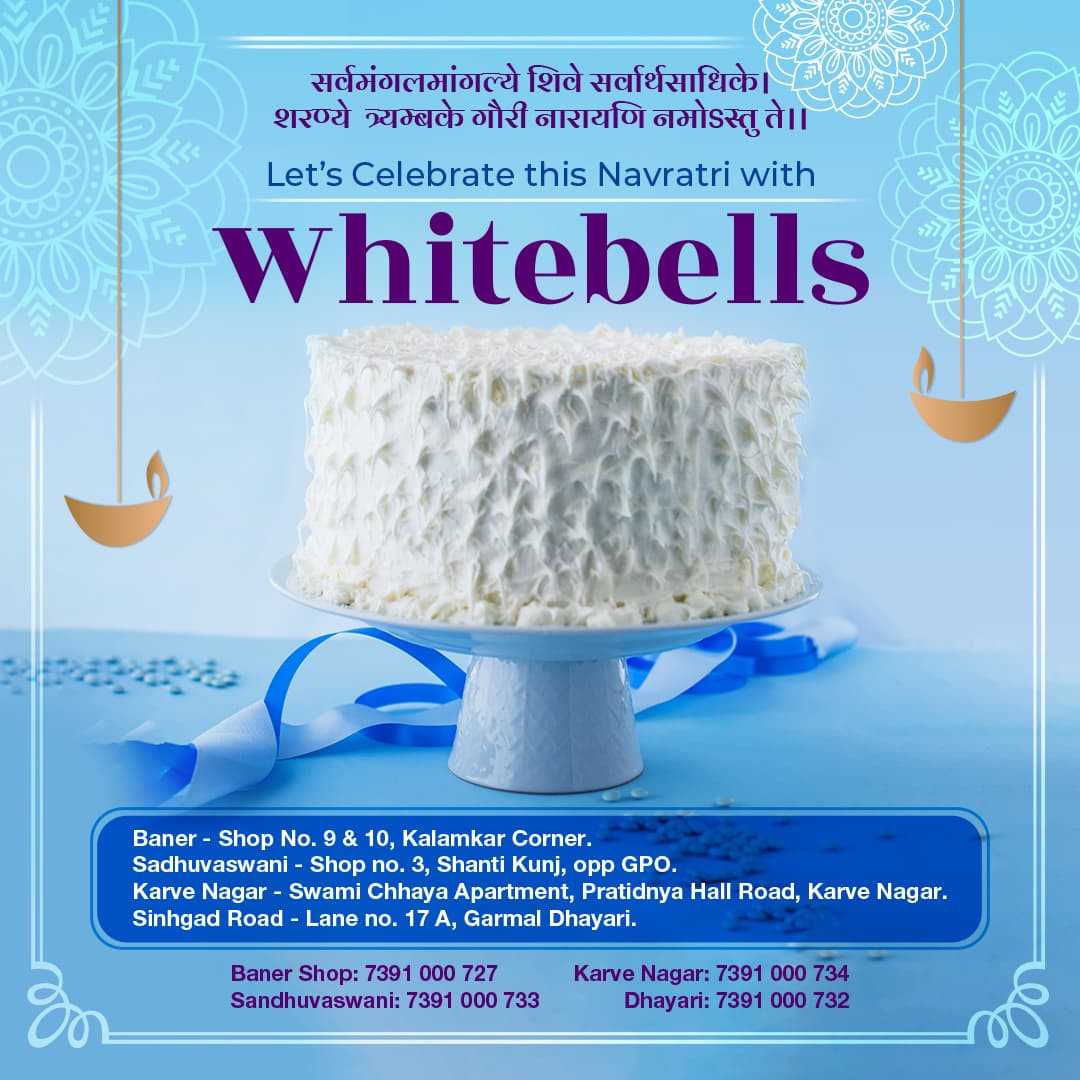 सर्वमंगलमांगल्ये शिवे सर्वार्थसाधिके।
शरण्ये त्र्यम्बके गौरी नारायणि नमोऽस्तु ते।।
Let's Celebrate this Navratri with
Whitebells
Baner - Shop No. 9 & 10, Kalamkar Corner.
Sadhuvaswani - Shop no. 3, Shanti Kunj, opp GPO.
Karve Nagar - Swami Chhaya Apartment, Pratidnya Hall Road, Karve Nagar.
Sinhgad Road - Lane no. 17 A, Garmal Dhayari.
Baner Shop: 7391 000 727 Karve Nagar: 7391 000 734
Sandhuvaswani: 7391 000 733 Dhayari: 7391 000 732